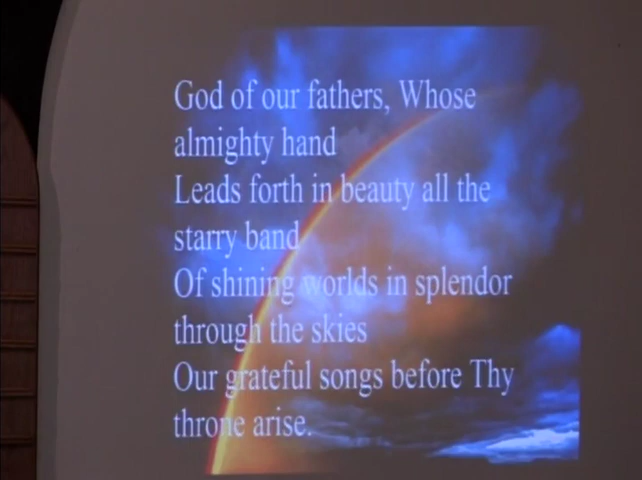 God of our fathers, Whose
almighty hand
Leads forth in beauty all the
starry band
Of shining worlds in splendor
through the skies
Our grateful songs before Thy
throne arise.